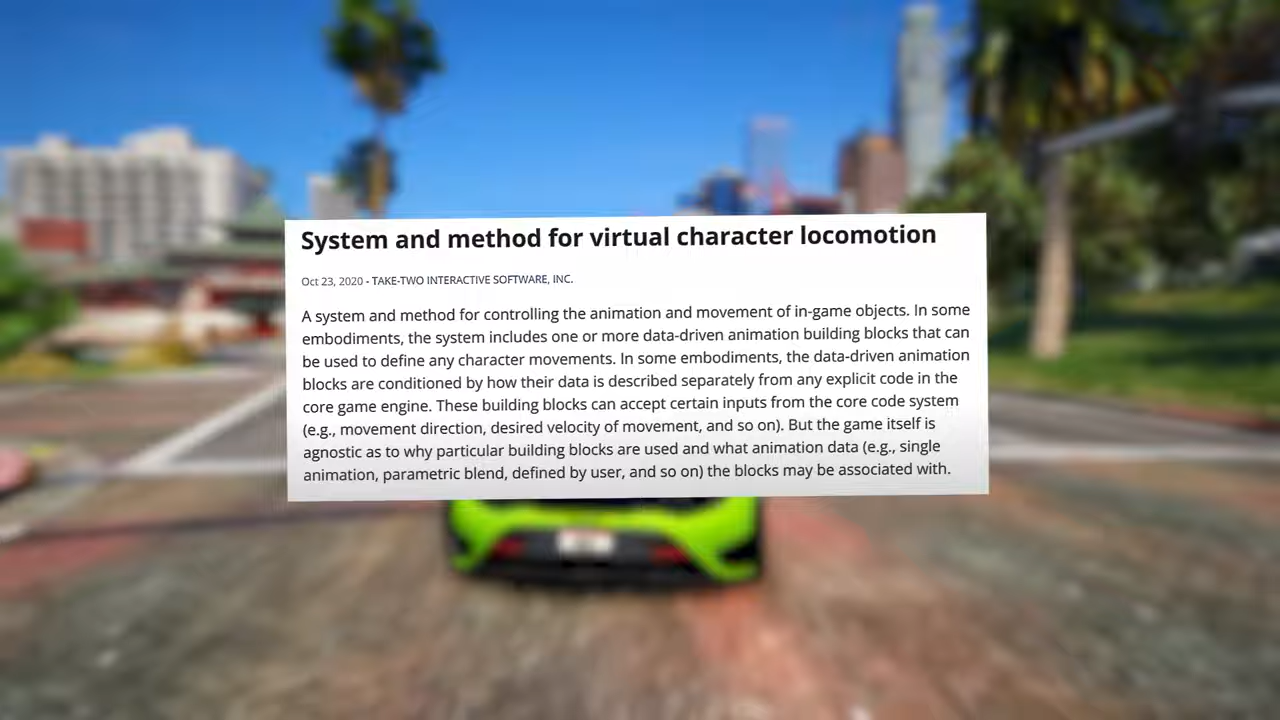 System and method for virtual character locomotion
Oct 23, 2020 - TAKE-TWO INTERACTIVE SOFTWARE, INC.
A system and method for controlling the animation and movement of in-game objects. In some
embodiments, the system includes one or more data-driven animation building blocks that can
be used to define any character movements. In some embodiments, the data-driven animation
blocks are conditioned by how their data is described separately from any explicit code in the
core game engine. These building blocks can accept certain inputs from the core code system
(e.g., movement direction, desired velocity of movement, and so on). But the game itself is
agnostic as to why particular building blocks are used and what animation data (e.g., single
animation, parametric blend, defined by user, and so on) the blocks may be associated with.